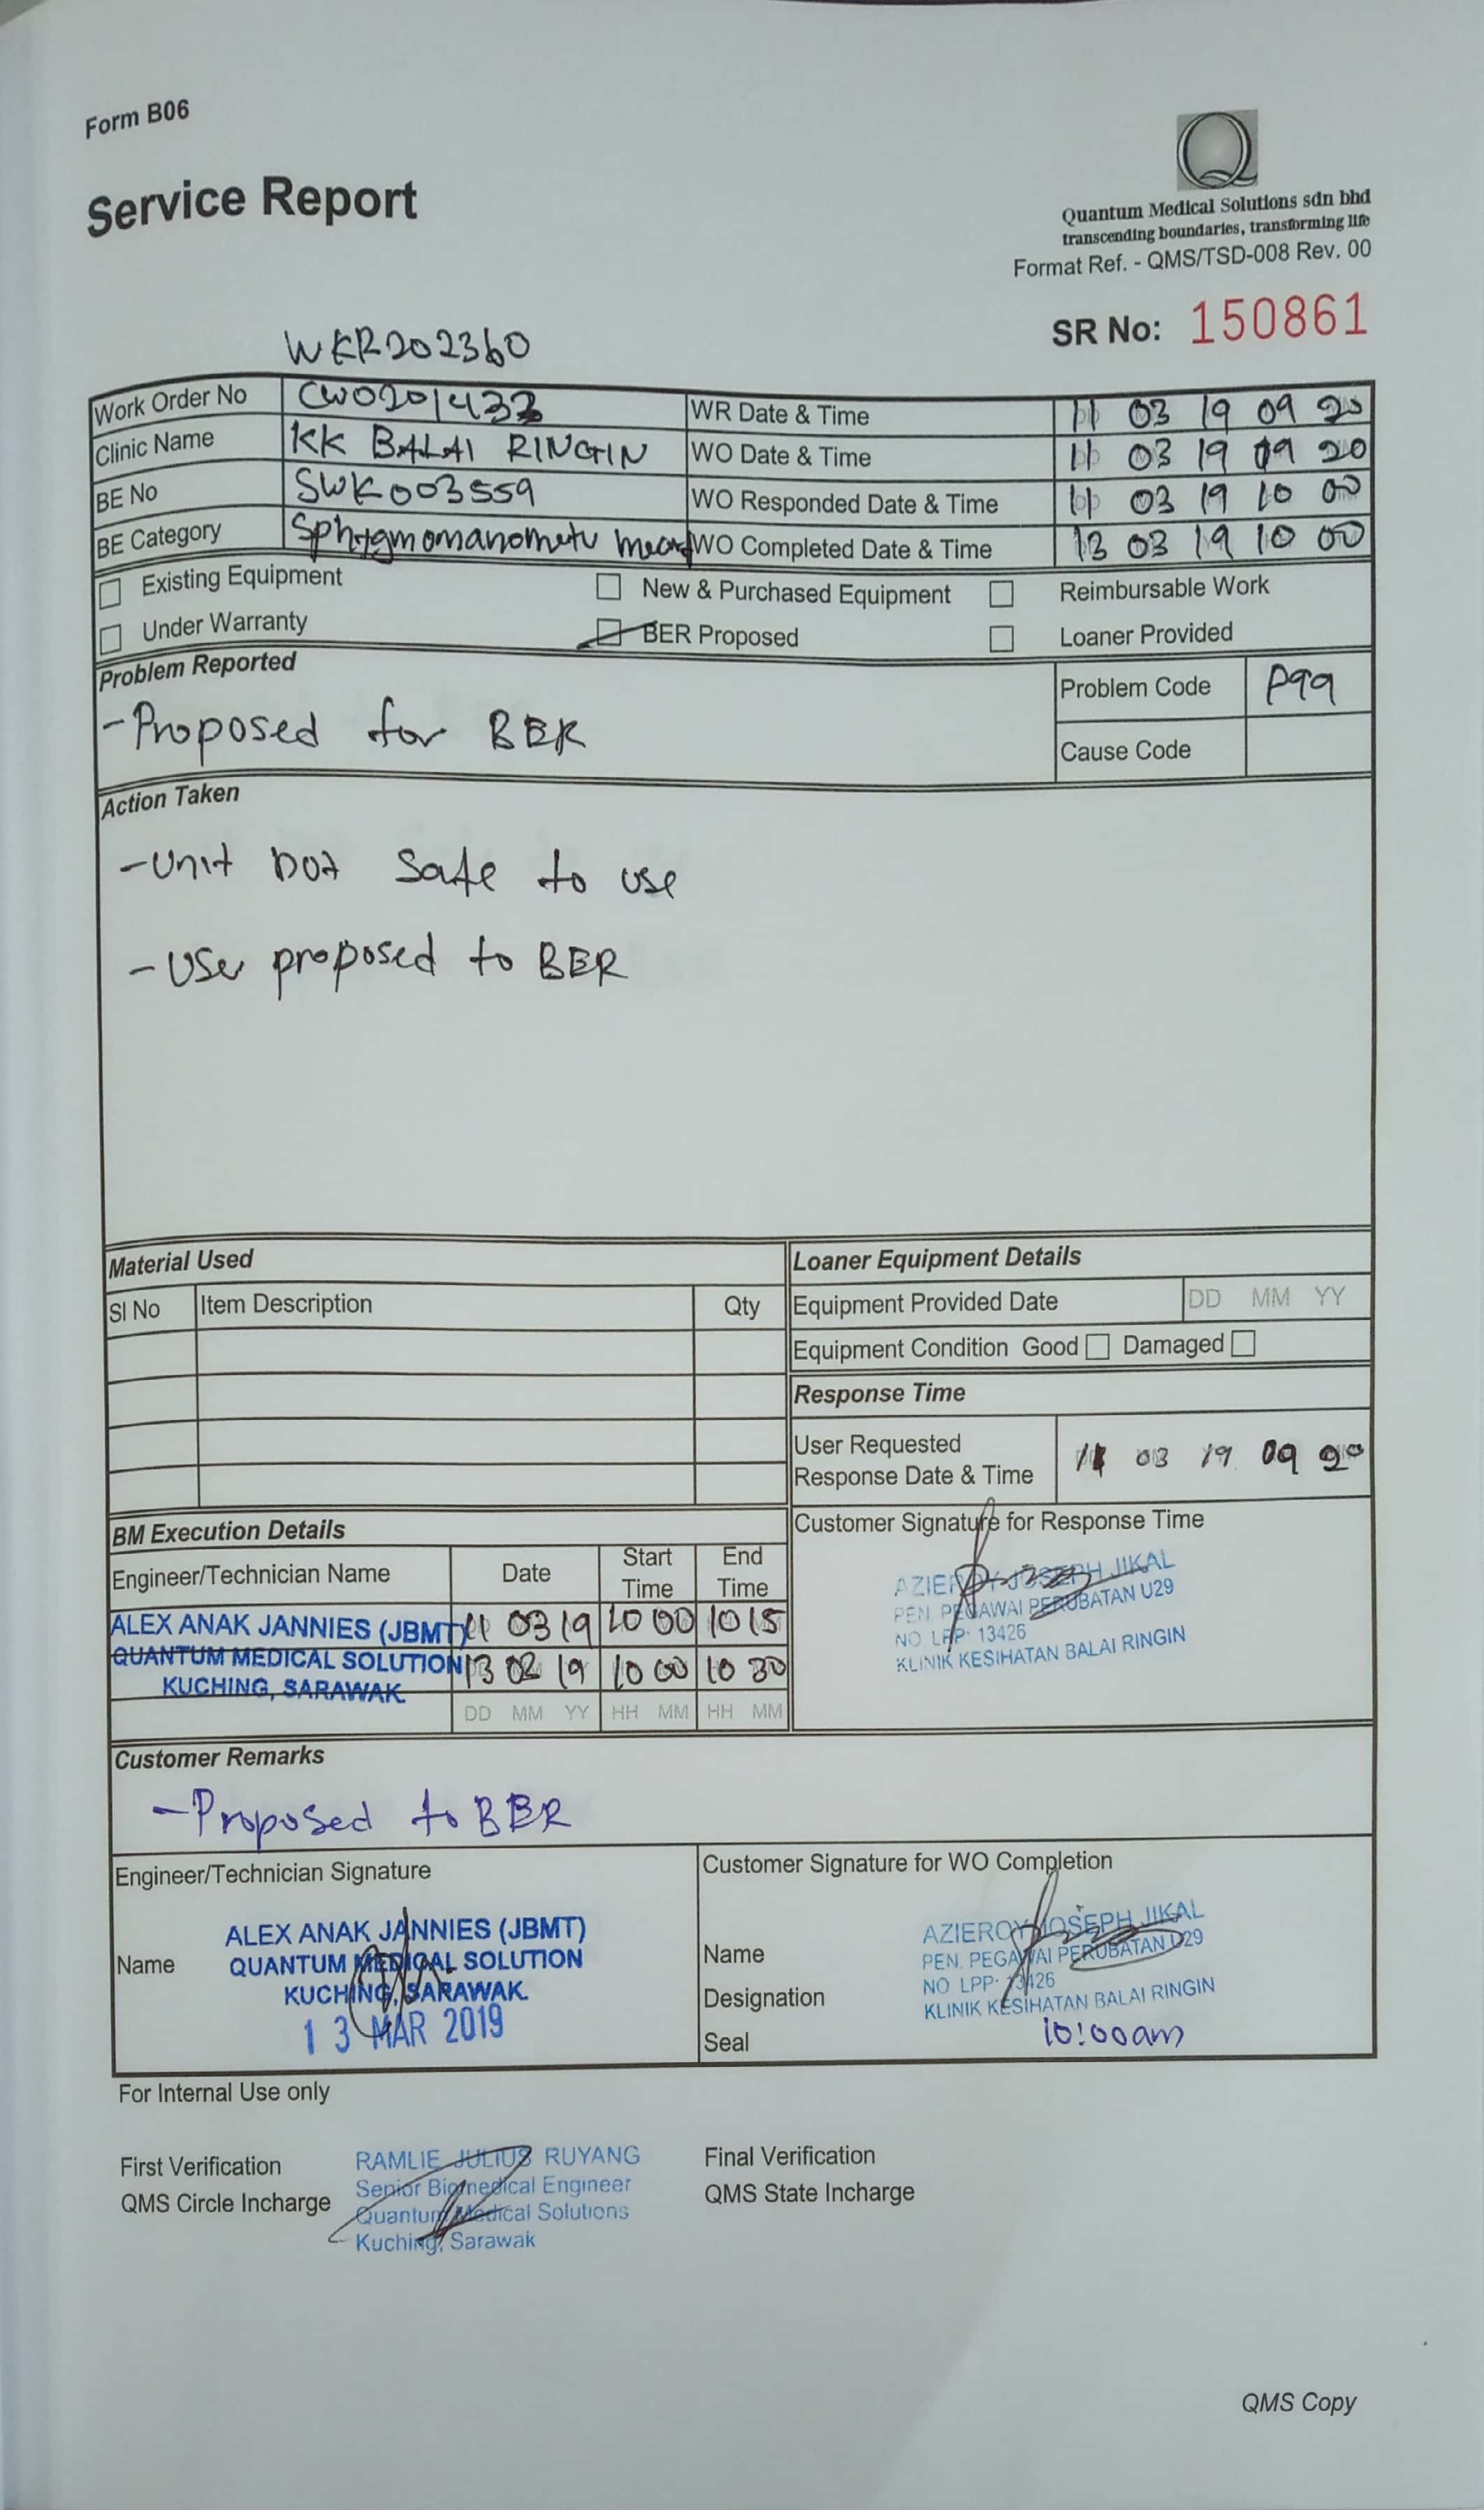 Form B06
Service Report
Quantum Medical Solutions sdn bhd
transcending boundaries, transforming life
Format Ref. - QMS/TSD-008 Rev. 00
SR No: 150861
WKR202360
Work Order No CWO201433 WR Date & Time 11 03 19 09 20
Clinic Name KK BALAI RINGIN WO Date & Time 11 03 19 09 20
BE No SWK003559 WO Responded Date & Time 11 03 19 10 00
BE Category Sphygmomanometer WO Completed Date & Time 13 03 19 10 00
Existing Equipment New & Purchased Equipment Reimbursable Work
Under Warranty BER Proposed Loaner Provided
Problem Reported
Problem Code P99
-Proposed for BER
Cause Code
Action Taken
-Unit not safe to use
-User proposed to BER
Material Used
Loaner Equipment Details
Sl No Item Description Qty
Equipment Provided Date DD MM YY
Equipment Condition Good Damaged
Response Time
User Requested
Response Date & Time 11 03 19 09 20
BM Execution Details
Customer Signature for Response Time
Engineer/Technician Name Date Start Time End Time
AZIEROY JOSEPH JIKAL
PEN. PEGAWAI PERUBATAN U29
NO. LPP: 13426
KLINIK KESIHATAN BALAI RINGIN
ALEX ANAK JANNIES (JBMT) 11 03 19 10 00 10 15
QUANTUM MEDICAL SOLUTION 13 03 19 10 00 10 30
KUCHING, SARAWAK.
DD MM YY HH MM HH MM
Customer Remarks
-Proposed to BER
Engineer/Technician Signature
Customer Signature for WO Completion
Name
ALEX ANAK JANNIES (JBMT)
QUANTUM MEDICAL SOLUTION
KUCHING, SARAWAK.
13 MAR 2019
Name
Designation
Seal
AZIEROY JOSEPH JIKAL
PEN. PEGAWAI PERUBATAN U29
NO LPP: 13426
KLINIK KESIHATAN BALAI RINGIN
10:00am
For Internal Use only
First Verification
QMS Circle Incharge
RAMLIE JULIUS RUYANG
Senior Biomedical Engineer
Quantum Medical Solutions
Kuching, Sarawak
Final Verification
QMS State Incharge
QMS Copy